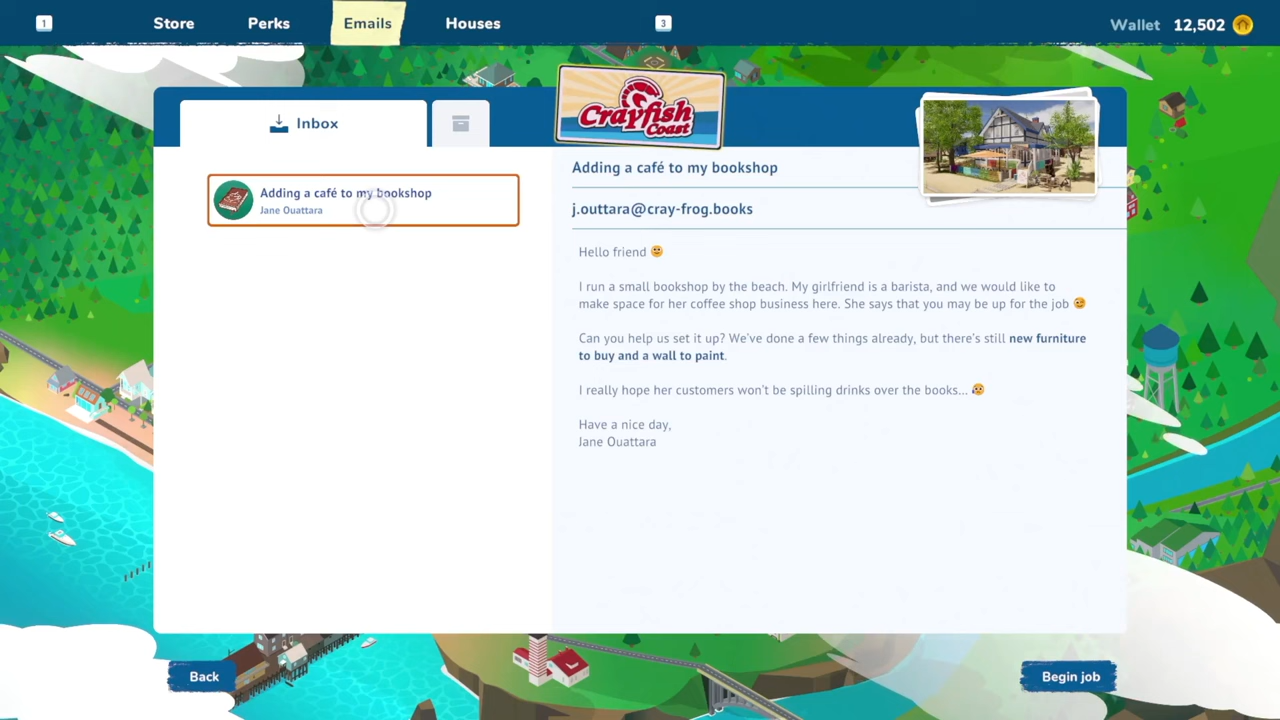 1
Store
Perks
Emails
Houses
3
Wallet 12,502
Inbox
Crayfish
Coast
Adding a café to my bookshop
Jane Ouattara
Adding a café to my bookshop
j.outtara@cray-frog.books
Hello friend
I run a small bookshop by the beach. My girlfriend is a barista, and we would like to
make space for her coffee shop business here. She says that you may be up for the job
Can you help us set it up? We've done a few things already, but there's still new furniture
to buy and a wall to paint.
I really hope her customers won't be spilling drinks over the books...
Have a nice day,
Jane Ouattara
Back
Begin job